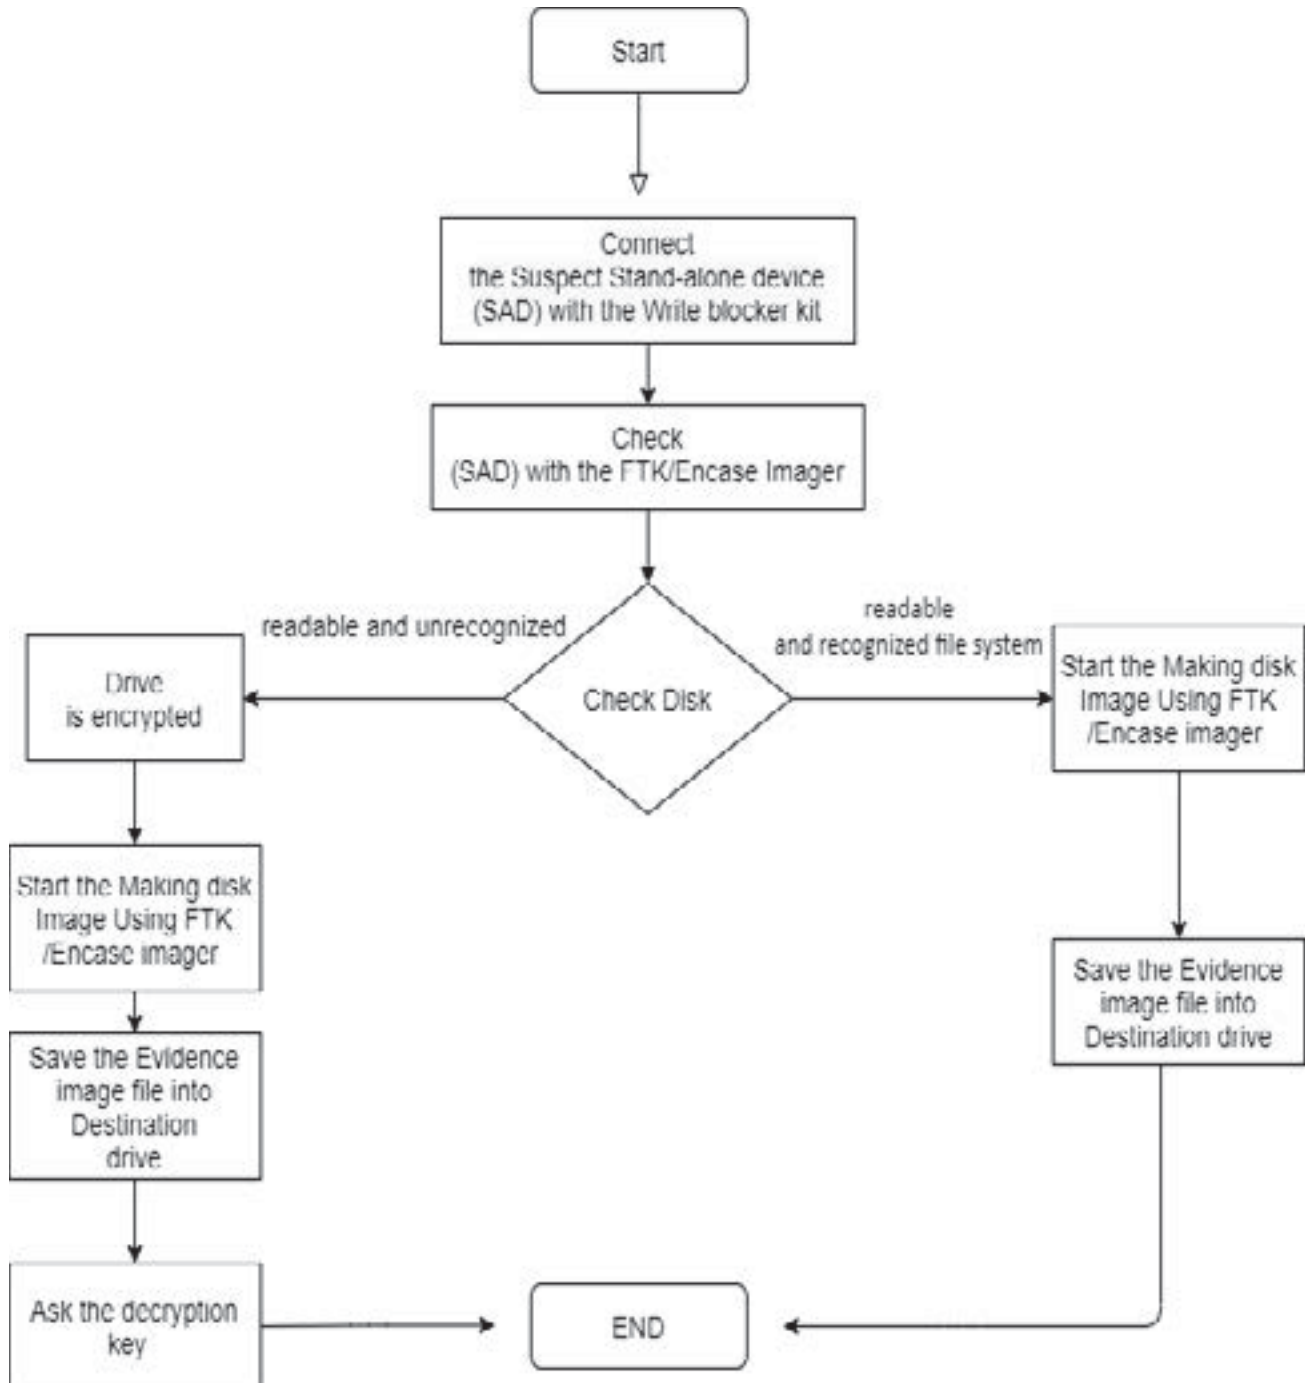 Start
Connect
the Suspect Stand-alone device
(SAD) with the Write blocker kit
Check
(SAD) with the FTK/Encase Imager
readable and unrecognized
readable
and recognized file system
Check Disk
Drive
is encrypted
Start the Making disk
Image Using FTK
/Encase imager
Start the Making disk
Image Using FTK
/Encase imager
Save the Evidence
image file into
Destination drive
Save the Evidence
image file into
Destination
drive
Ask the decryption
key
END